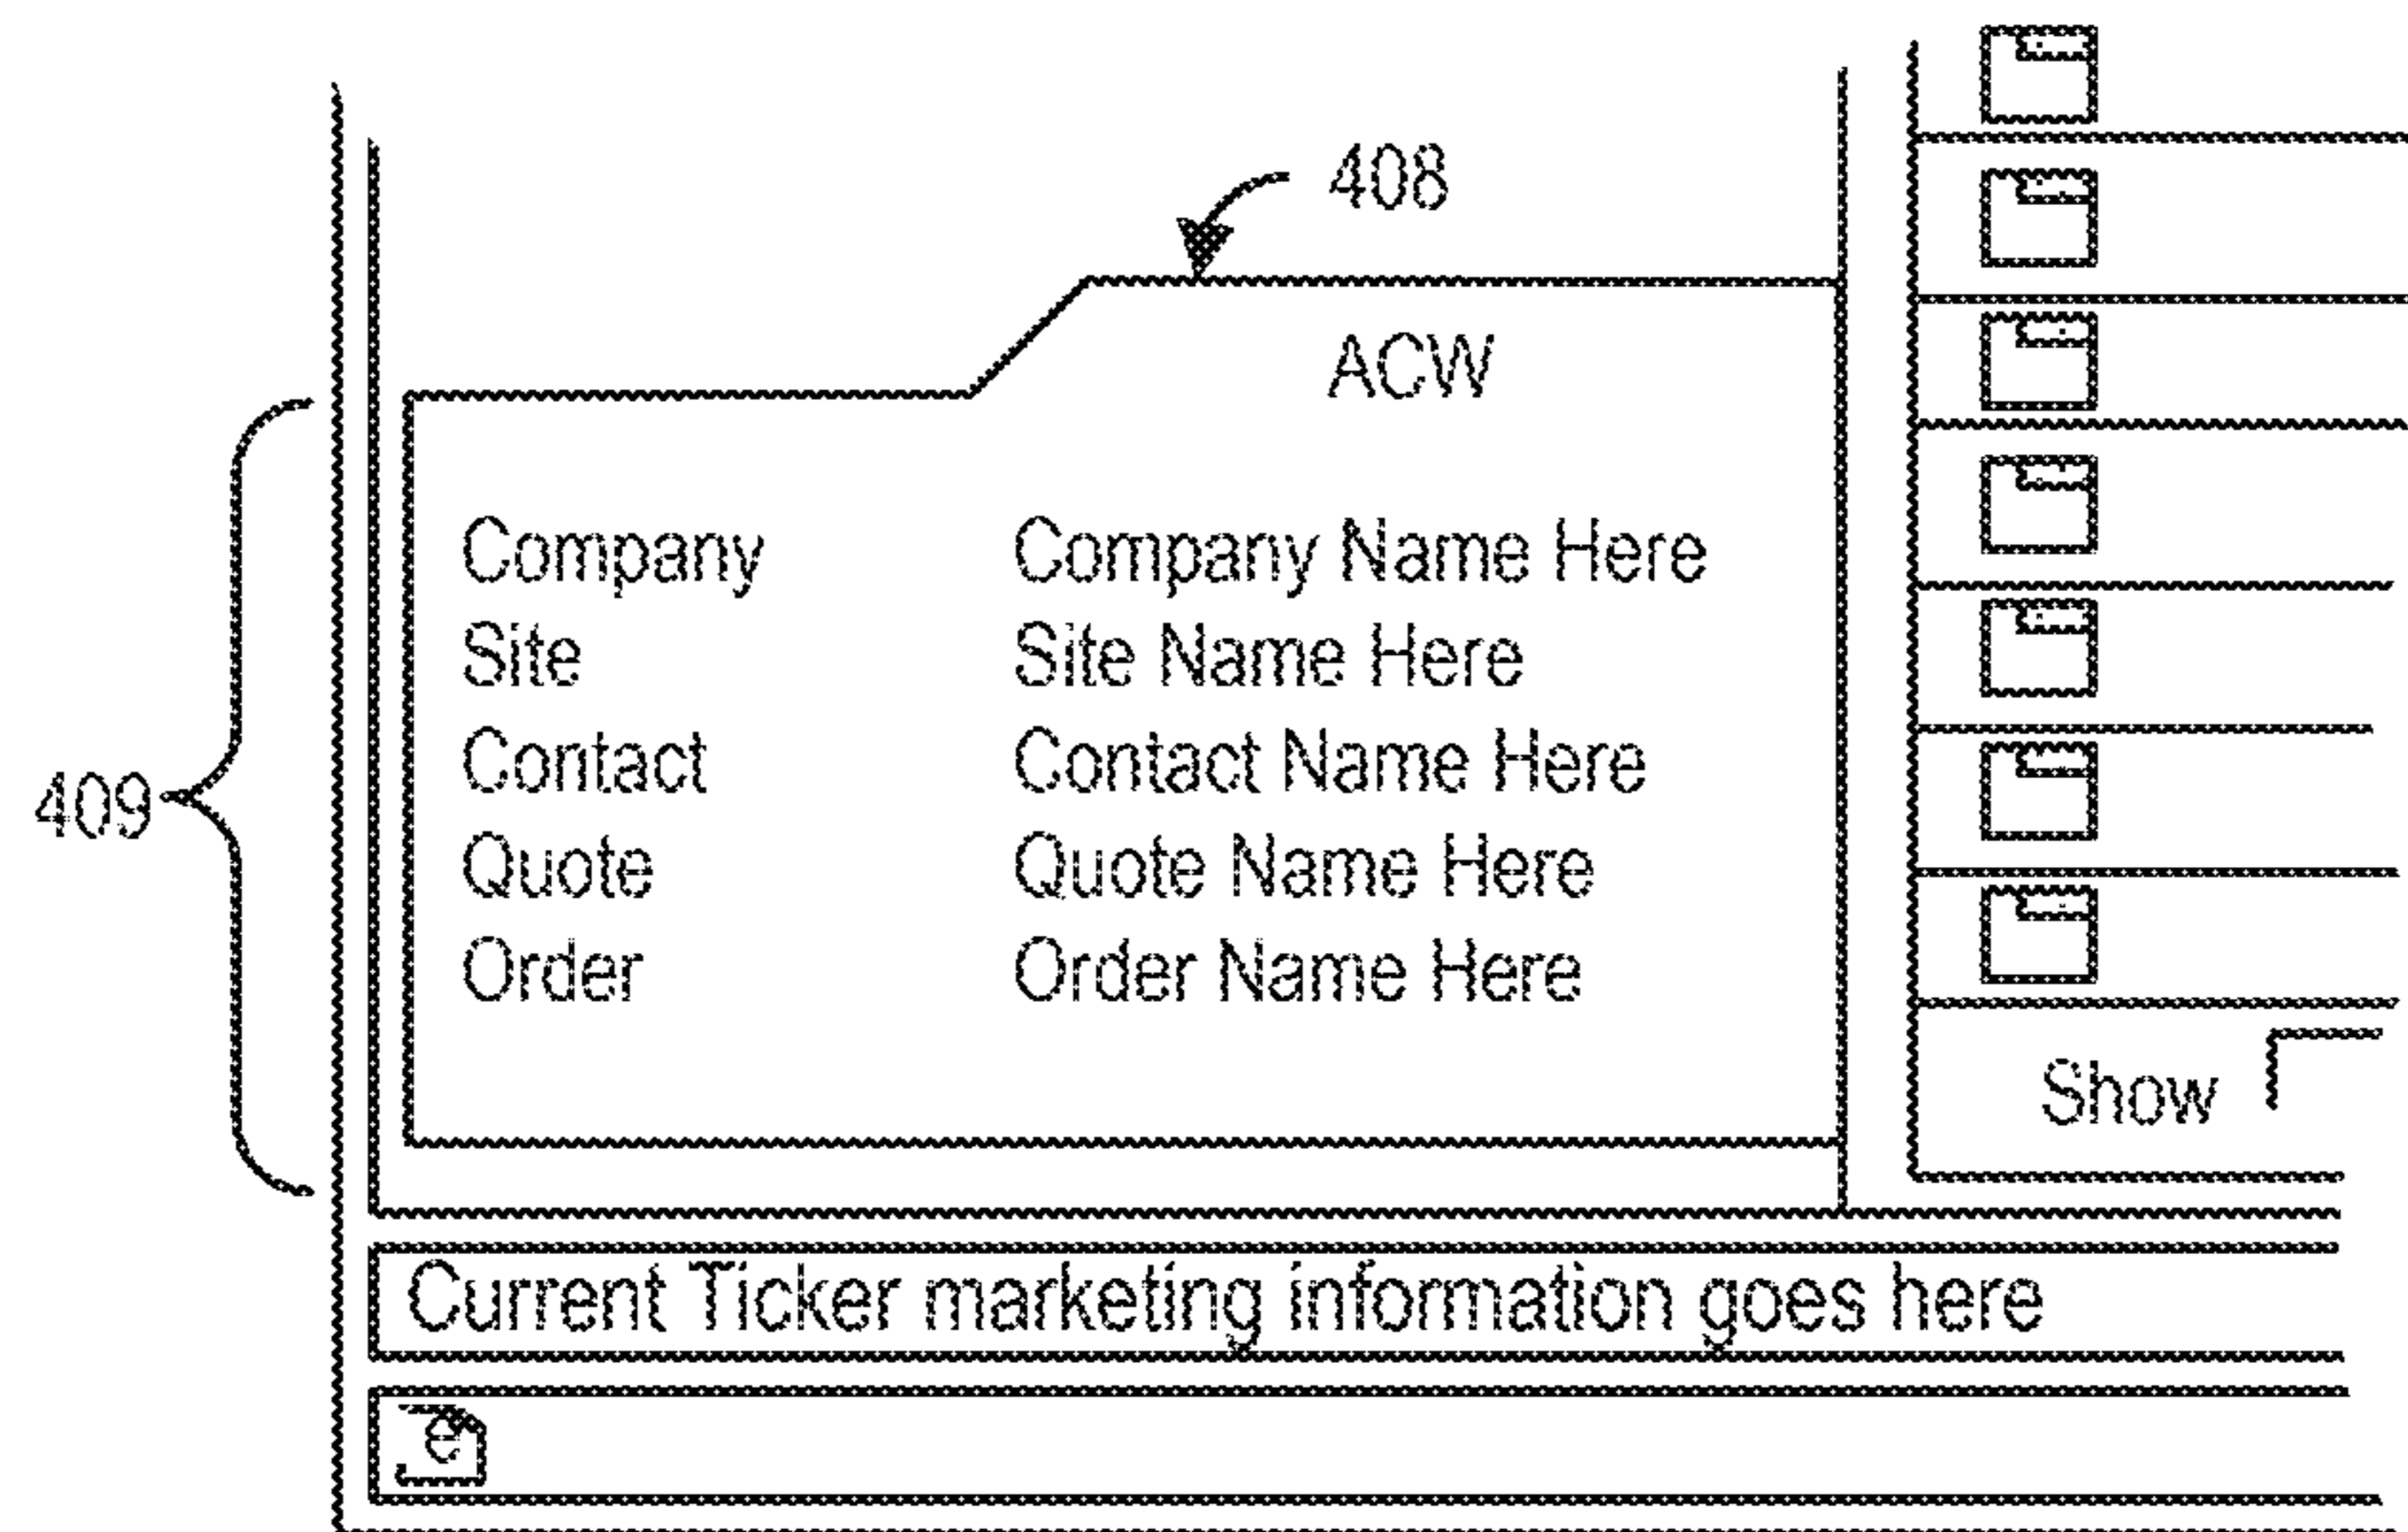 408
ACW
Company Company Name Here
Site Site Name Here
Contact Contact Name Here
409
Quote Quote Name Here
Order Order Name Here
Show
Current Ticker marketing information goes here
e